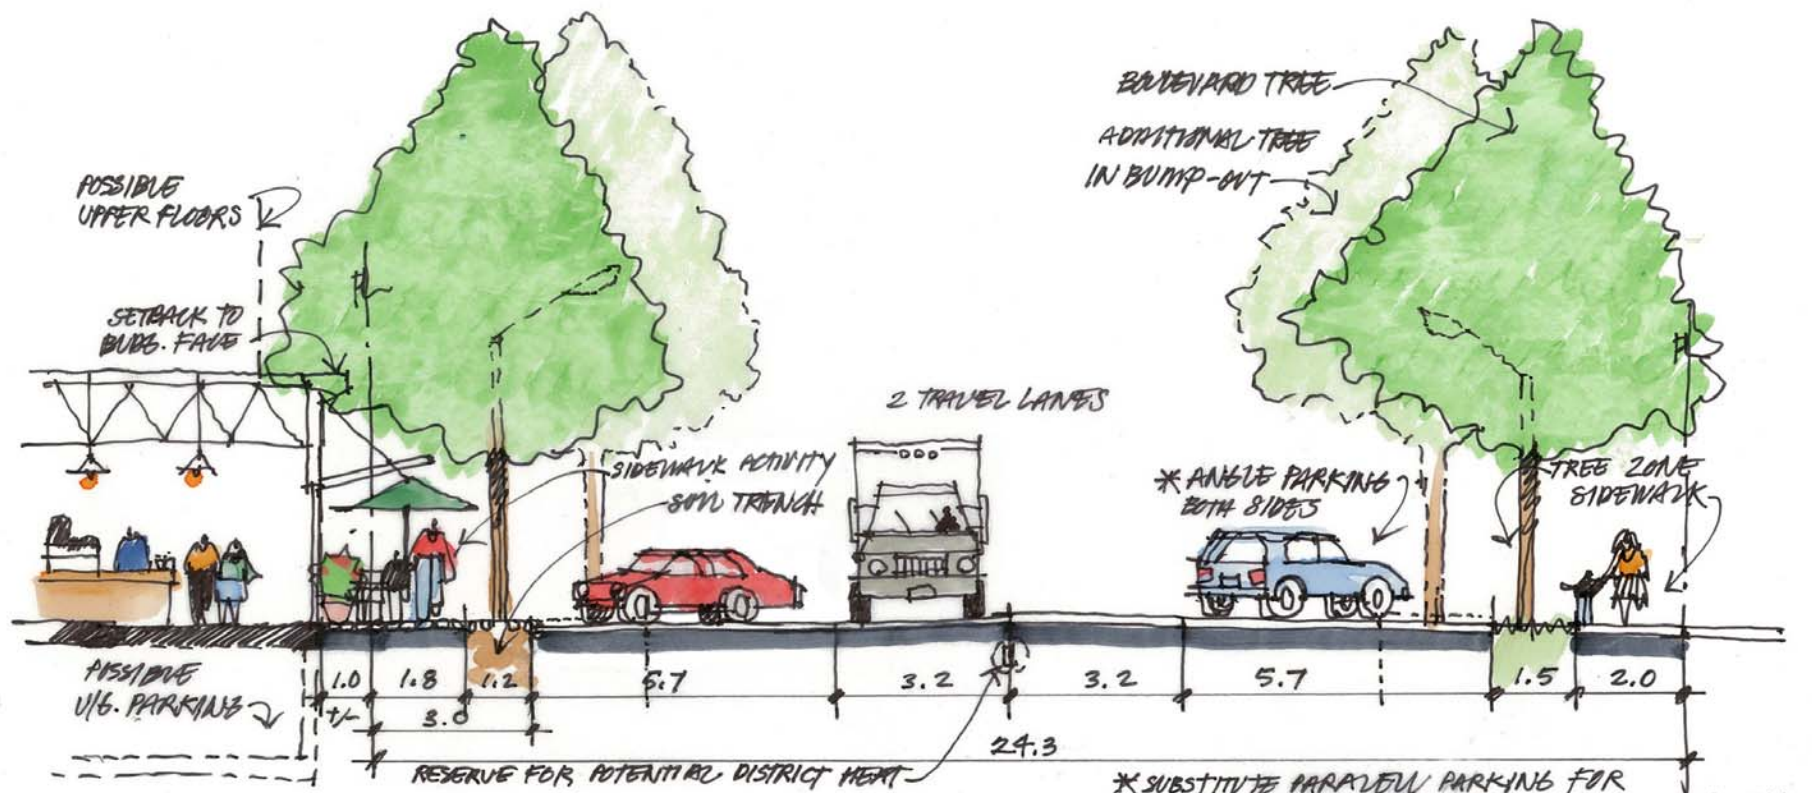 BOULEVARD TREE
ADDITIONAL TREE
IN BUMP-OUT
POSSIBLE
UPPER FLOORS
SETBACK TO
BLDG. FACE
2 TRAVEL LANES
SIDEWALK ACTIVITY
SOIL TRENCH
* ANGLE PARKING
BOTH SIDES
TREE ZONE
SIDEWALK
POSSIBLE
U/G. PARKING
1.0 1.8 1.2 5.7 3.2 3.2 5.7 1.5 2.0
+/- 3.0
24.3
RESERVE FOR POTENTIAL DISTRICT HEAT
* SUBSTITUTE PARALELL PARKING FOR